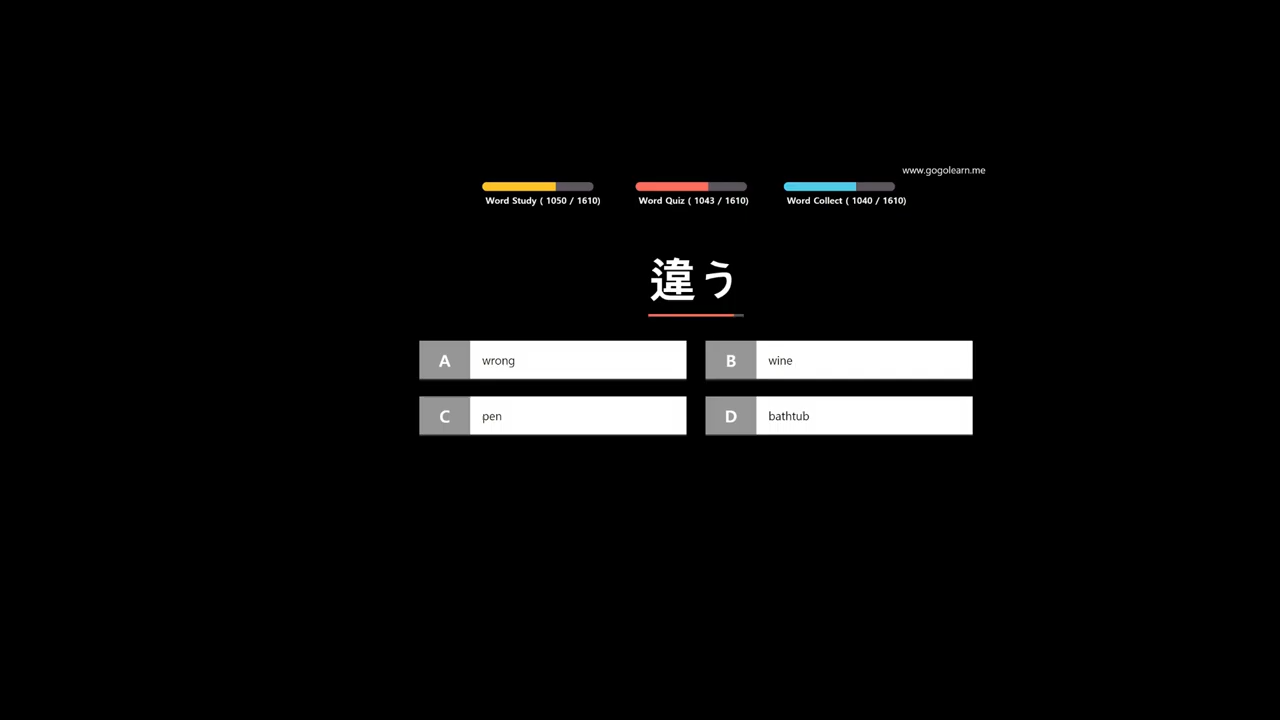 www.gogolearn.me
Word Study ( 1050 / 1610)
Word Quiz ( 1043 / 1610)
Word Collect ( 1040 / 1610)
違う
A wrong
B wine
C pen
D bathtub